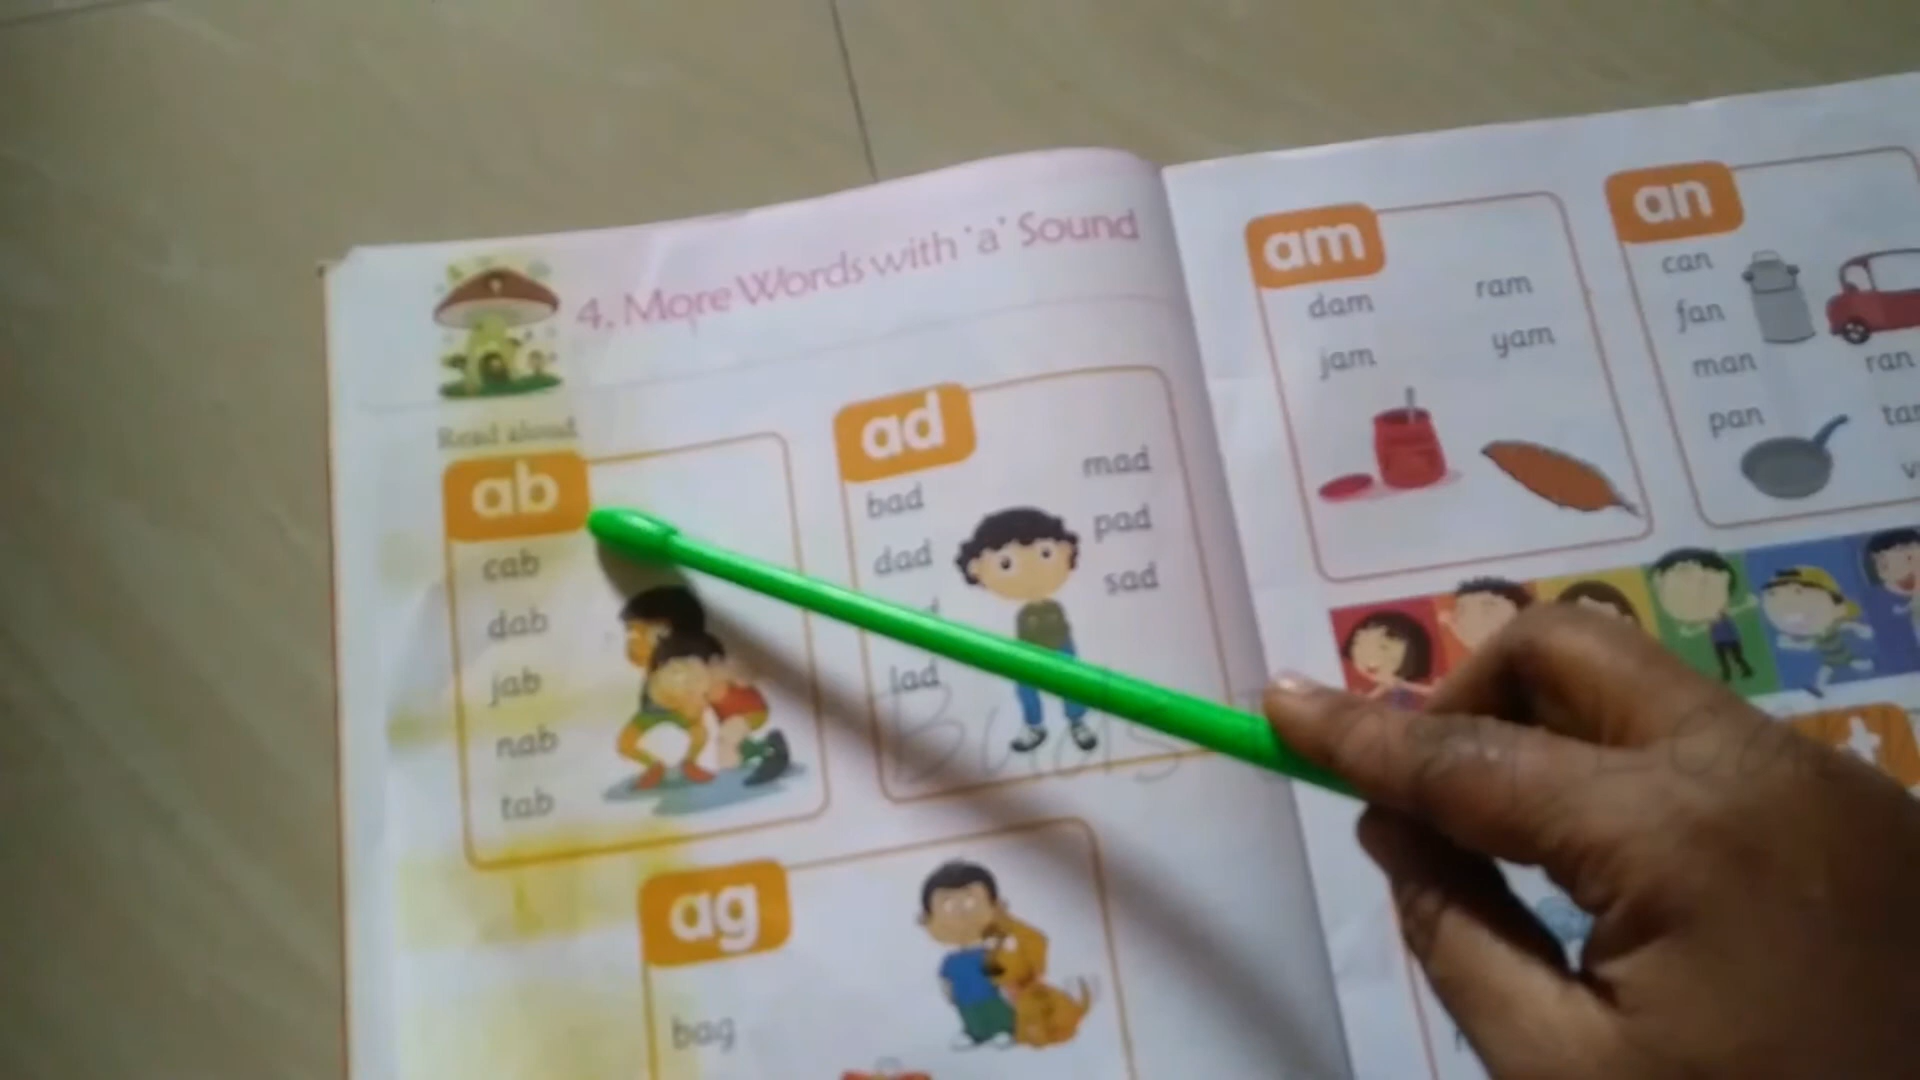 4. More Words with 'a' Sound
Read aloud
ab
cab
dab
jab
nab
tab
ad
bad
dad
lad
mad
pad
sad
ag
bag
am
dam
ram
jam
yam
an
can
fan
man
ran
pan